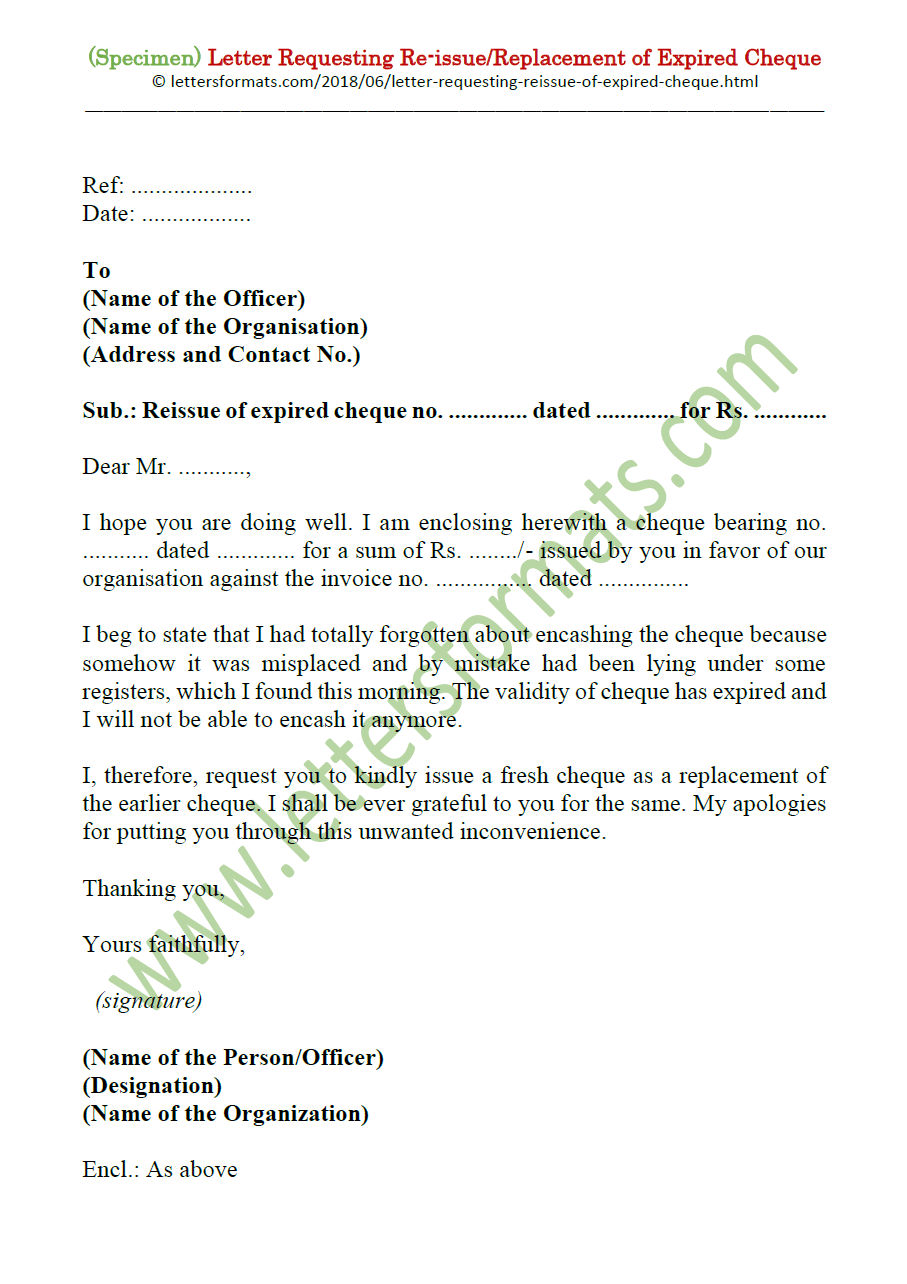 (Specimen) Letter Requesting Re-issue/Replacement of Expired Cheque
© lettersformats.com/2018/06/letter-requesting-reissue-of-expired-cheque.html
Ref: ....................
Date: ..................
To
(Name of the Officer)
(Name of the Organisation)
(Address and Contact No.)
Sub.: Reissue of expired cheque no. ............. dated ............. for Rs. ............
Dear Mr. ...........,
I hope you are doing well. I am enclosing herewith a cheque bearing no.
........... dated ............. for a sum of Rs. ......../- issued by you in favor of our
organisation against the invoice no. ................ dated ...............
I beg to state that I had totally forgotten about encashing the cheque because
somehow it was misplaced and by mistake had been lying under some
registers, which I found this morning. The validity of cheque has expired and
I will not be able to encash it anymore.
I, therefore, request you to kindly issue a fresh cheque as a replacement of
the earlier cheque. I shall be ever grateful to you for the same. My apologies
for putting you through this unwanted inconvenience.
Thanking you,
Yours faithfully,
(signature)
(Name of the Person/Officer)
(Designation)
(Name of the Organization)
Encl.: As above
www.lettersformats.com